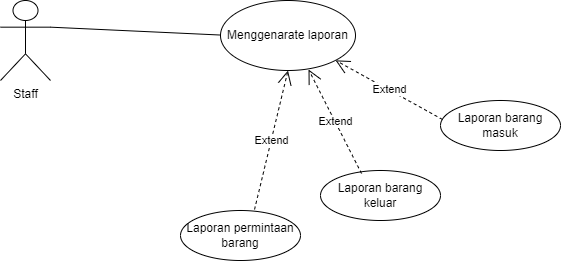 Menggenarate laporan
Staff
Extend
Laporan barang
masuk
Extend
Extend
Laporan barang
keluar
Laporan permintaan
barang